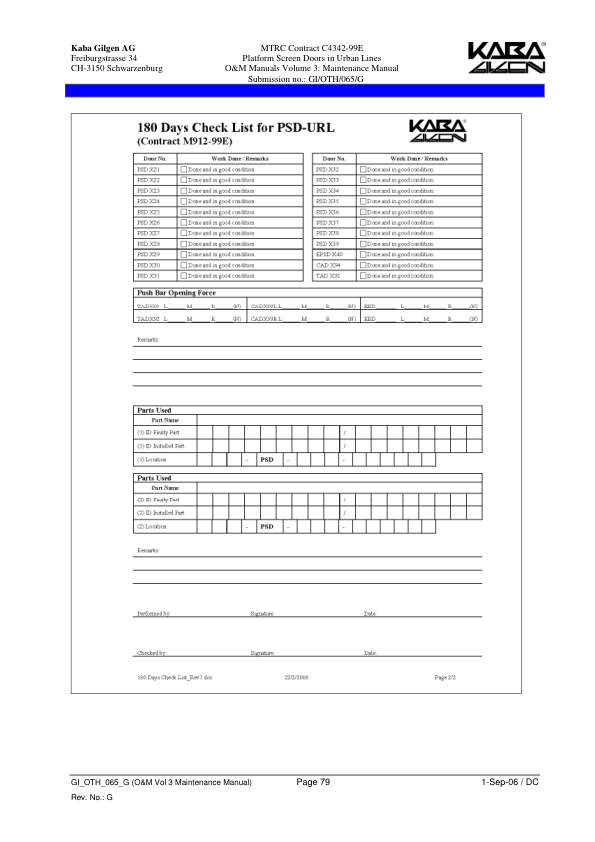 Kaba Gilgen AG
Freiburgstrasse 34
CH-3150 Schwarzenburg
MTRC Contract C4342-99E
Platform Screen Doors in Urban Lines
O&M Manuals Volume 3: Maintenance Manual
Submission no.: GI/OTH/065/G
KABA
GILGEN
180 Days Check List for PSD-URL
(Contract M912-99E)
KABA
GILGEN
Door No. Work Done / Remarks Door No. Work Done / Remarks
PSD X21 Done and in good condition PSD X32 Done and in good condition
PSD X22 Done and in good condition PSD X33 Done and in good condition
PSD X23 Done and in good condition PSD X34 Done and in good condition
PSD X24 Done and in good condition PSD X35 Done and in good condition
PSD X25 Done and in good condition PSD X36 Done and in good condition
PSD X26 Done and in good condition PSD X37 Done and in good condition
PSD X27 Done and in good condition PSD X38 Done and in good condition
PSD X28 Done and in good condition PSD X39 Done and in good condition
PSD X29 Done and in good condition EPSD X40 Done and in good condition
PSD X30 Done and in good condition CAD X94 Done and in good condition
PSD X31 Done and in good condition TAD X92 Done and in good condition
Push Bar Opening Force
L____ M____ R____(N) L____ M____ R____(N) EED____ L____ M____ R____(N)
TADX92 L____ M____ R____(N) L____ M____ R____(N) EED____ L____ M____ R____(N)
Remarks:
Parts Used
Part Name
(1) ID Faulty Part /
(1) ID Installed Part /
(1) Location – PSD – –
Parts Used
Part Name
(2) ID Faulty Part /
(2) ID Installed Part /
(2) Location – PSD – –
Remarks:
Performed by: Signature: Date:
Checked by: Signature: Date:
180 Days Check List_Rev7.doc 22/2/2006 Page 2/2
GI_OTH_065_G (O&M Vol 3 Maintenance Manual) Page 79 1-Sep-06 / DC
Rev. No.: G